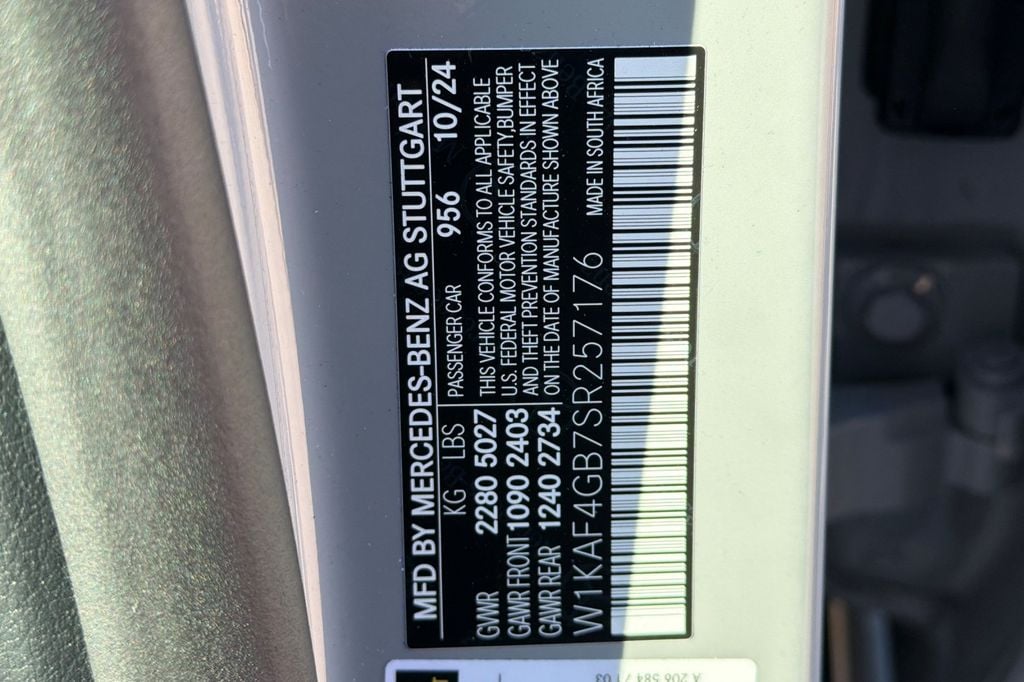 MFD BY MERCEDES-BENZ AG STUTTGART
KG LBS PASSENGER CAR 956 10/24
GVWR 2280 5027
GAWR FRONT 1090 2403
GAWR REAR 1240 2734
THIS VEHICLE CONFORMS TO ALL APPLICABLE
U.S. FEDERAL MOTOR VEHICLE SAFETY,BUMPER
AND THEFT PREVENTION STANDARDS IN EFFECT
ON THE DATE OF MANUFACTURE SHOWN ABOVE
W1KAF4GB7SR257176 MADE IN SOUTH AFRICA
A 206 584